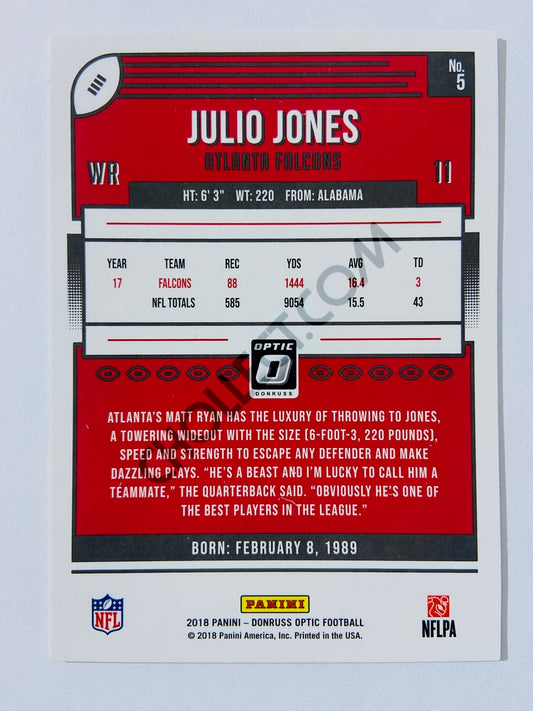 No.
5
JULIO JONES
ATLANTA FALCONS
WR
11
HT: 6' 3" WT: 220 FROM: ALABAMA
YEAR TEAM REC YDS AVG TD
17 FALCONS 88 1444 16.4 3
NFL TOTALS 585 9054 15.5 43
OPTIC
DONRUSS
ATLANTA'S MATT RYAN HAS THE LUXURY OF THROWING TO JONES,
A TOWERING WIDEOUT WITH THE SIZE (6-FOOT-3, 220 POUNDS),
SPEED AND STRENGTH TO ESCAPE ANY DEFENDER AND MAKE
DAZZLING PLAYS. “HE'S A BEAST AND I'M LUCKY TO CALL HIM A
TEAMMATE,” THE QUARTERBACK SAID. “OBVIOUSLY HE'S ONE OF
THE BEST PLAYERS IN THE LEAGUE.”
BORN: FEBRUARY 8, 1989
NFL
PANINI
2018 PANINI – DONRUSS OPTIC FOOTBALL
© 2018 Panini America, Inc. Printed in the USA.
NFLPA